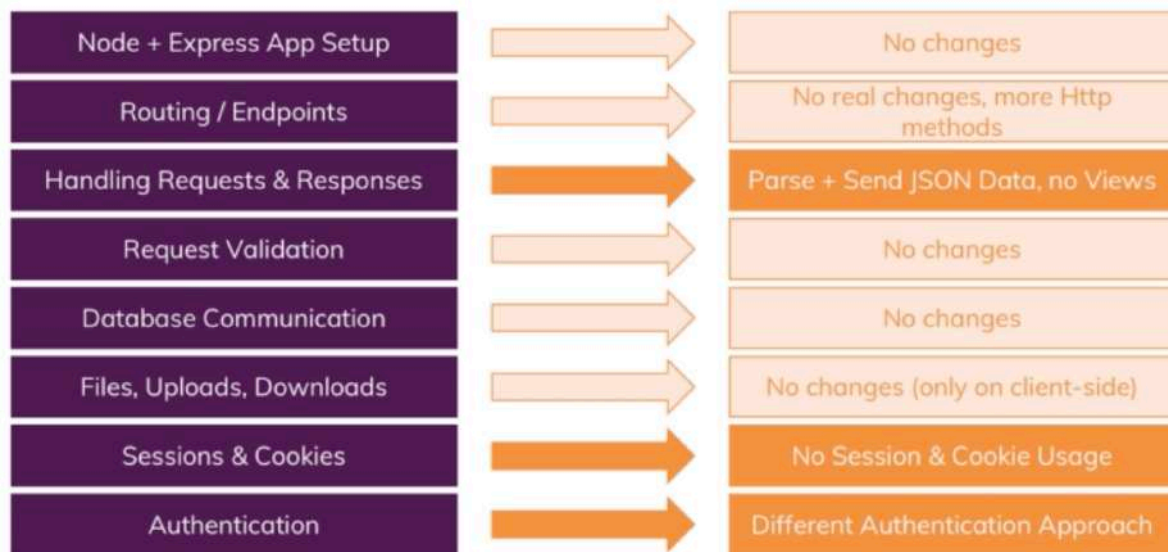 Node + Express App Setup
No changes
Routing / Endpoints
No real changes, more Http
methods
Handling Requests & Responses
Parse + Send JSON Data, no Views
Request Validation
No changes
Database Communication
No changes
Files, Uploads, Downloads
No changes (only on client-side)
Sessions & Cookies
No Session & Cookie Usage
Authentication
Different Authentication Approach